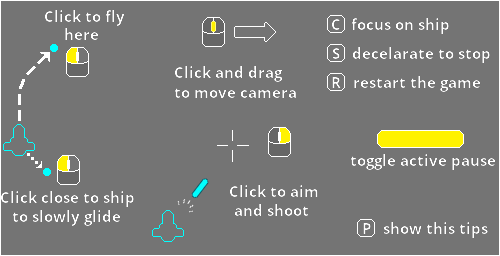 Click to fly
here
Click and drag
to move camera
C focus on ship
S decelarate to stop
R restart the game
toggle active pause
Click close to ship
to slowly glide
Click to aim
and shoot
P show this tips